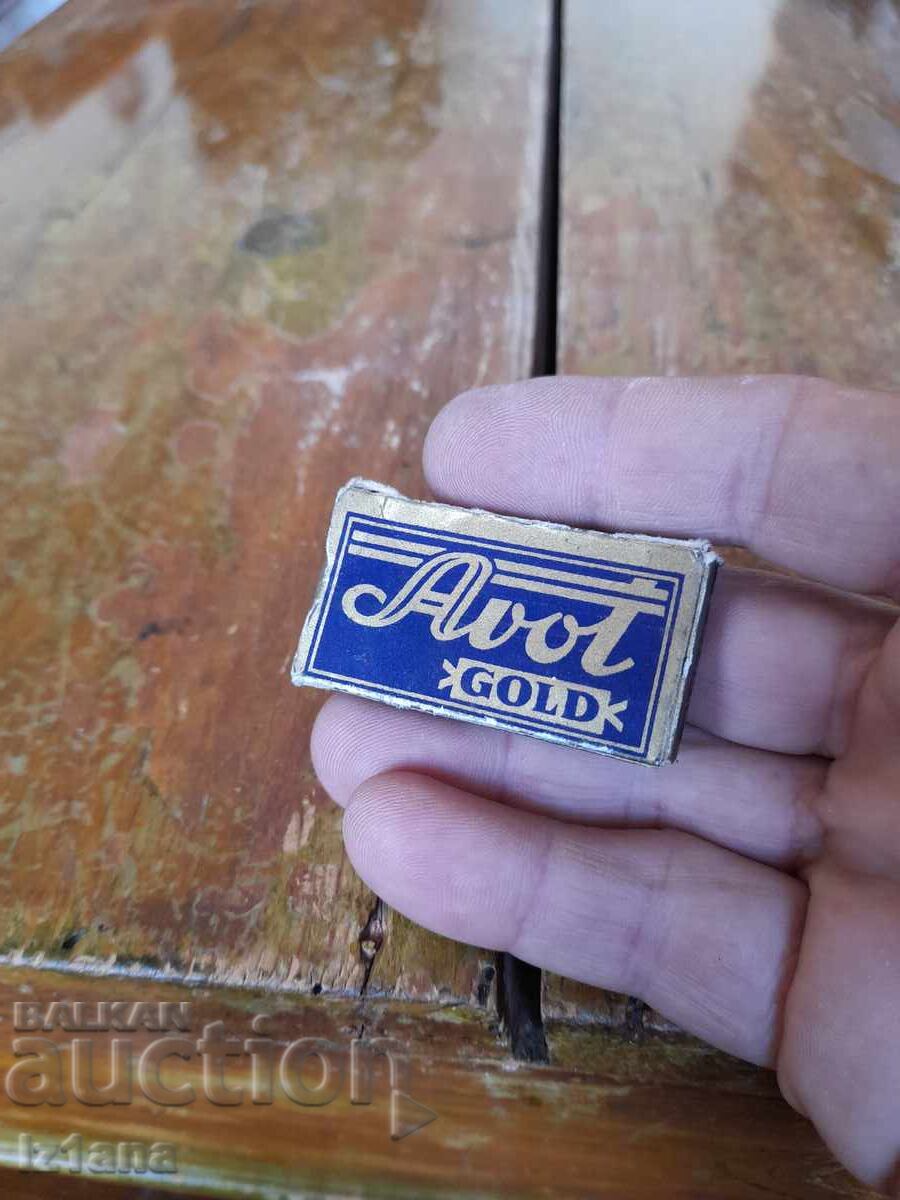 Avot
GOLD
BALKAN
auction
Iz1ana